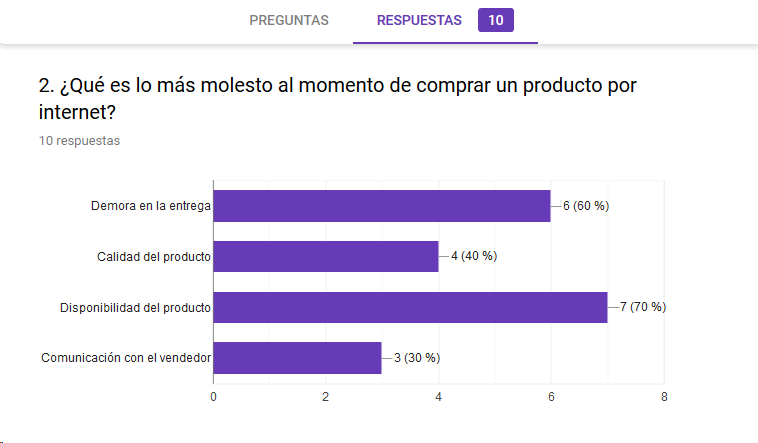 PREGUNTAS RESPUESTAS 10
2. ¿Qué es lo más molesto al momento de comprar un producto por
internet?
10 respuestas
Demora en la entrega 6 (60 %)
Calidad del producto 4 (40 %)
Disponibilidad del producto 7 (70 %)
Comunicación con el vendedor 3 (30 %)
0 2 4 6 8